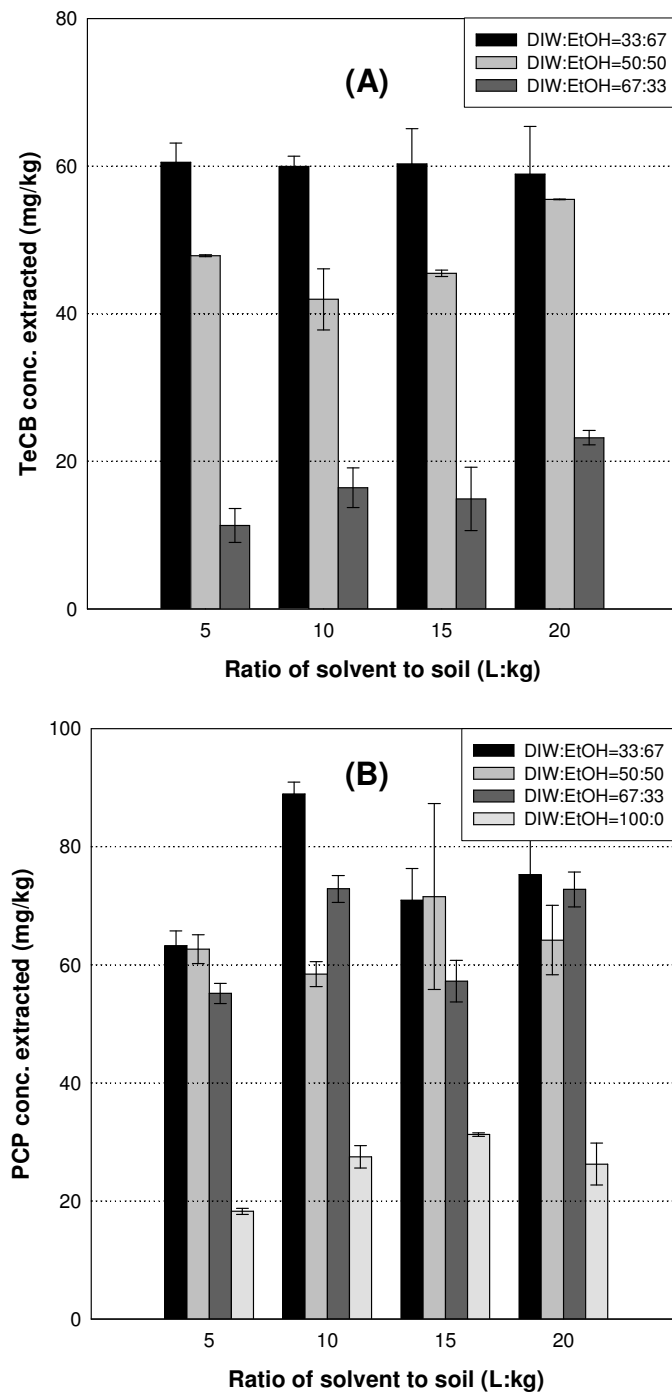 80
DIW:EtOH=33:67
DIW:EtOH=50:50
DIW:EtOH=67:33
(A)
60
40
20
0
TeCB conc. extracted (mg/kg)
5 10 15 20
Ratio of solvent to soil (L:kg)
100
DIW:EtOH=33:67
DIW:EtOH=50:50
DIW:EtOH=67:33
DIW:EtOH=100:0
(B)
80
60
40
20
0
PCP conc. extracted (mg/kg)
5 10 15 20
Ratio of solvent to soil (L:kg)